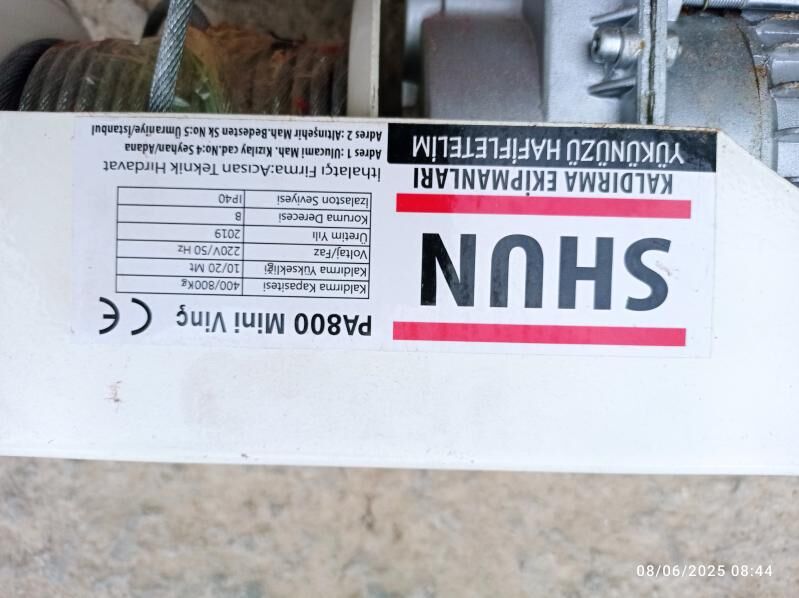 SHUN
KALDIRMA EKİPMANLARI
YÜKÜNÜZÜ HAFİFLETELİM
PA800 Mini Vinç CE
Kaldırma Kapasitesi 400/800Kg
Kaldırma Yüksekliği 10/20 Mt
Voltaj/Faz 220V/50 Hz
Üretim Yılı 2019
Koruma Derecesi B
İzalaston Seviyesi IP40
İthalatçı Firma:Acısan Teknik Hırdavat
Adres 1 :Ulucami Mah. Kızılay cad.No:4 Seyhan/Adana
Adres 2 :Altınşehir Mah.Bedesten Sk No:5 Ümraniye/İstanbul
08/06/2025 08:44